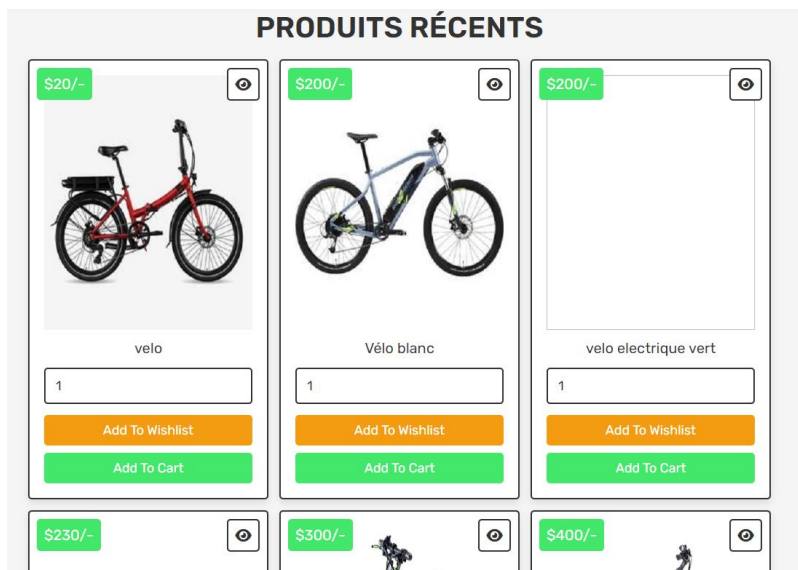 PRODUITS RÉCENTS
$20/-
$200/-
$200/-
velo
Vélo blanc
velo electrique vert
1
1
1
Add To Wishlist
Add To Wishlist
Add To Wishlist
Add To Cart
Add To Cart
Add To Cart
$230/-
$300/-
$400/-